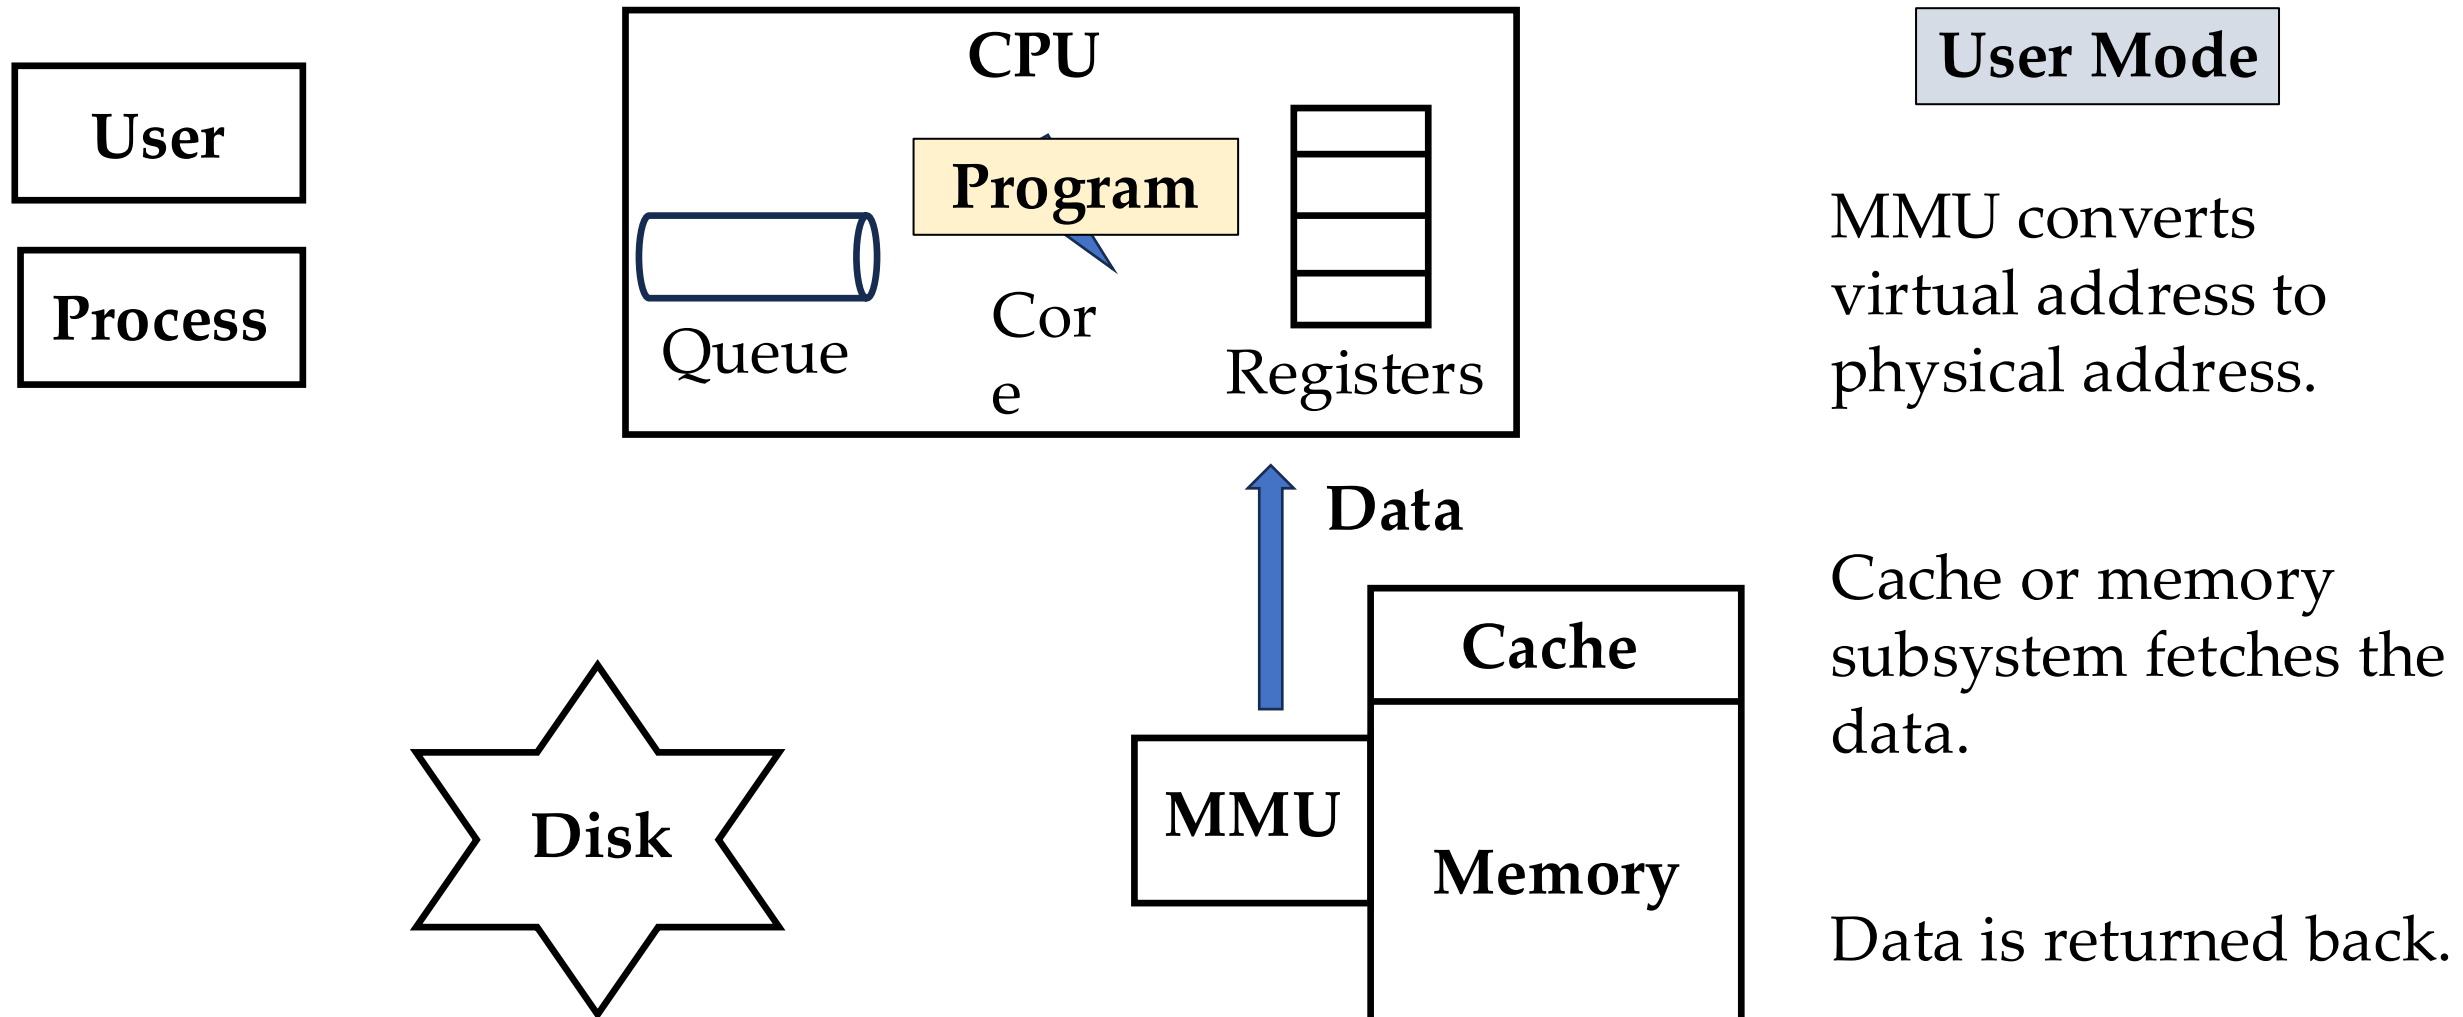 User
Process
CPU
Program
Queue
Cor
e
Registers
Data
Cache
MMU
Memory
Disk
User Mode
MMU converts
virtual address to
physical address.
Cache or memory
subsystem fetches the
data.
Data is returned back.